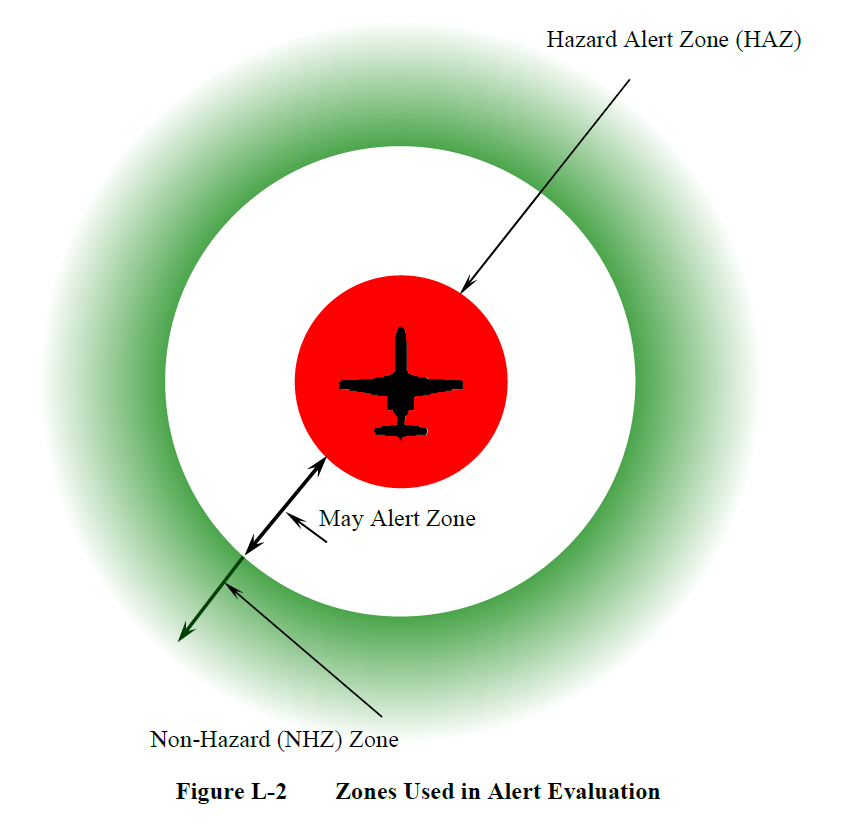 Hazard Alert Zone (HAZ)
May Alert Zone
Non-Hazard (NHZ) Zone
Figure L-2 Zones Used in Alert Evaluation